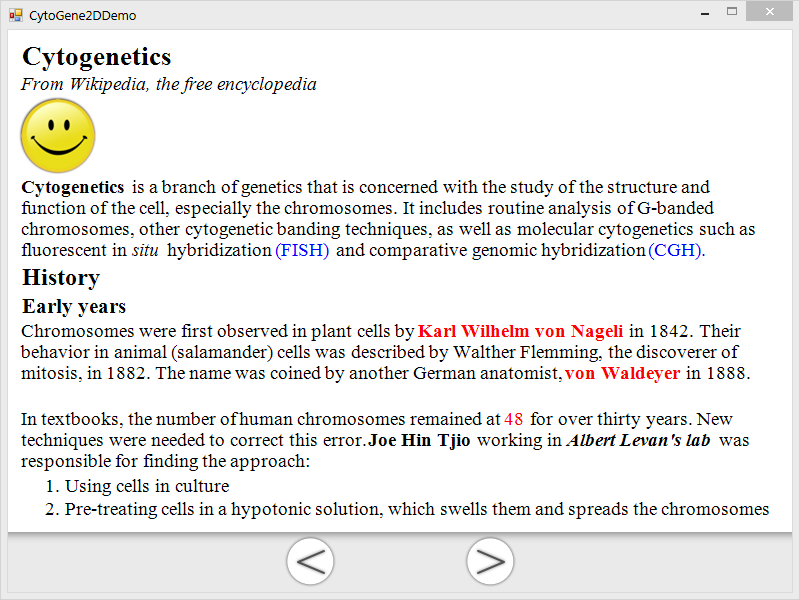 CytoGene2DDemo
Cytogenetics
From Wikipedia, the free encyclopedia
Cytogenetics is a branch of genetics that is concerned with the study of the structure and
function of the cell, especially the chromosomes. It includes routine analysis of G-banded
chromosomes, other cytogenetic banding techniques, as well as molecular cytogenetics such as
fluorescent in situ hybridization (FISH) and comparative genomic hybridization (CGH).
History
Early years
Chromosomes were first observed in plant cells by Karl Wilhelm von Nageli in 1842. Their
behavior in animal (salamander) cells was described by Walther Flemming, the discoverer of
mitosis, in 1882. The name was coined by another German anatomist, von Waldeyer in 1888.
In textbooks, the number of human chromosomes remained at 48 for over thirty years. New
techniques were needed to correct this error. Joe Hin Tjio working in Albert Levan's lab was
responsible for finding the approach:
1. Using cells in culture
2. Pre-treating cells in a hypotonic solution, which swells them and spreads the chromosomes
< >